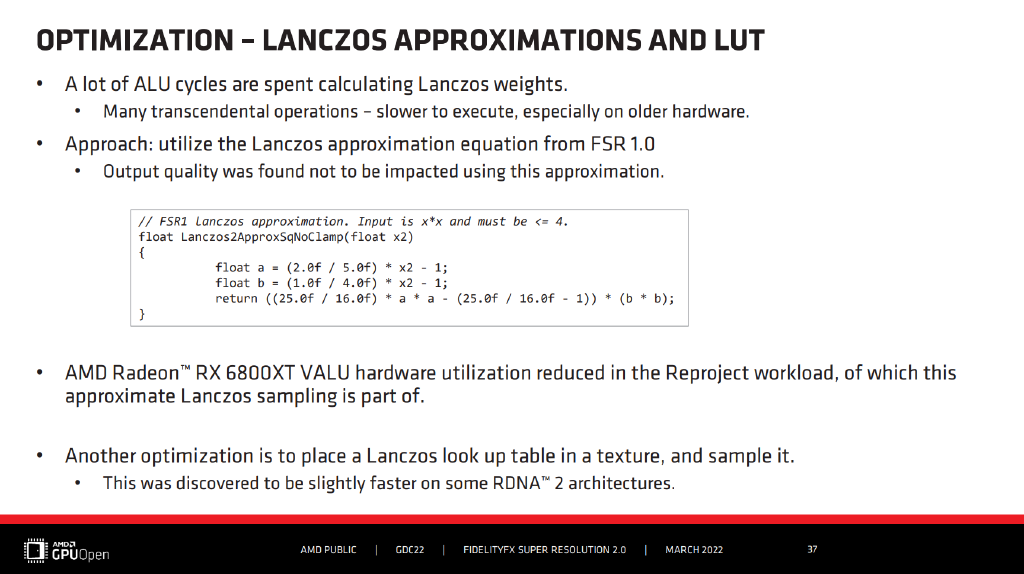 OPTIMIZATION – LANCZOS APPROXIMATIONS AND LUT
• A lot of ALU cycles are spent calculating Lanczos weights.
• Many transcendental operations – slower to execute, especially on older hardware.
• Approach: utilize the Lanczos approximation equation from FSR 1.0
• Output quality was found not to be impacted using this approximation.
// FSR1 Lanczos approximation. Input is x*x and must be <= 4.
float Lanczos2ApproxSqNoClamp(float x2)
{
float a = (2.0f / 5.0f) * x2 - 1;
float b = (1.0f / 4.0f) * x2 - 1;
return ((25.0f / 16.0f) * a * a - (25.0f / 16.0f - 1)) * (b * b);
}
• AMD Radeon™ RX 6800XT VALU hardware utilization reduced in the Reproject workload, of which this
approximate Lanczos sampling is part of.
• Another optimization is to place a Lanczos look up table in a texture, and sample it.
• This was discovered to be slightly faster on some RDNA™ 2 architectures.
AMD
GPUOpen
AMD PUBLIC | GDC22 | FIDELITYFX SUPER RESOLUTION 2.0 | MARCH 2022 37